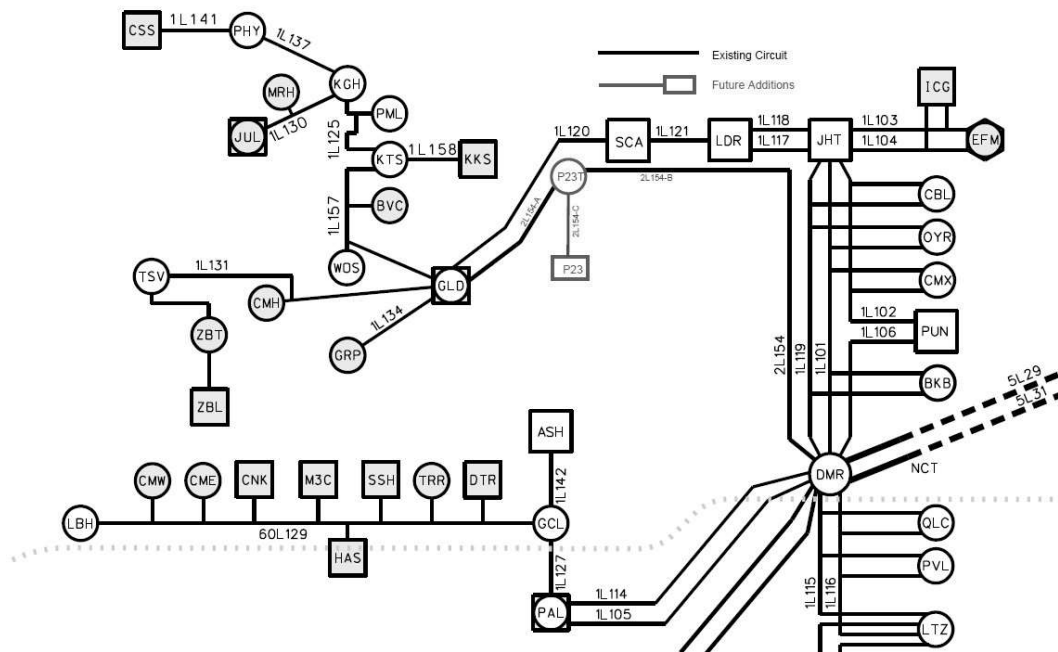 CSS
1L141
PHY
1L137
KGH
MRH
PML
JUL
1L130
1L125
KTS
1L158
KKS
BVC
1L157
WOS
TSV
1L131
CMH
GLD
ZBT
1L134
GRP
ZBL
Existing Circuit
Future Additions
1L120
SCA
1L121
LDR
1L118
1L117
JHT
1L103
1L104
ICG
EFM
P23T
2L154-B
2L154-A
2L154-C
P23
CBL
OYR
CMX
1L102
1L106
PUN
2L154
1L119
1L101
BKB
5L29
5L31
DMR
NCT
ASH
1L142
CMW
CME
CNK
M3C
SSH
TRR
DTR
LBH
GCL
60L129
HAS
1L127
QLC
PVL
1L114
1L105
PAL
1L115
1L116
LTZ